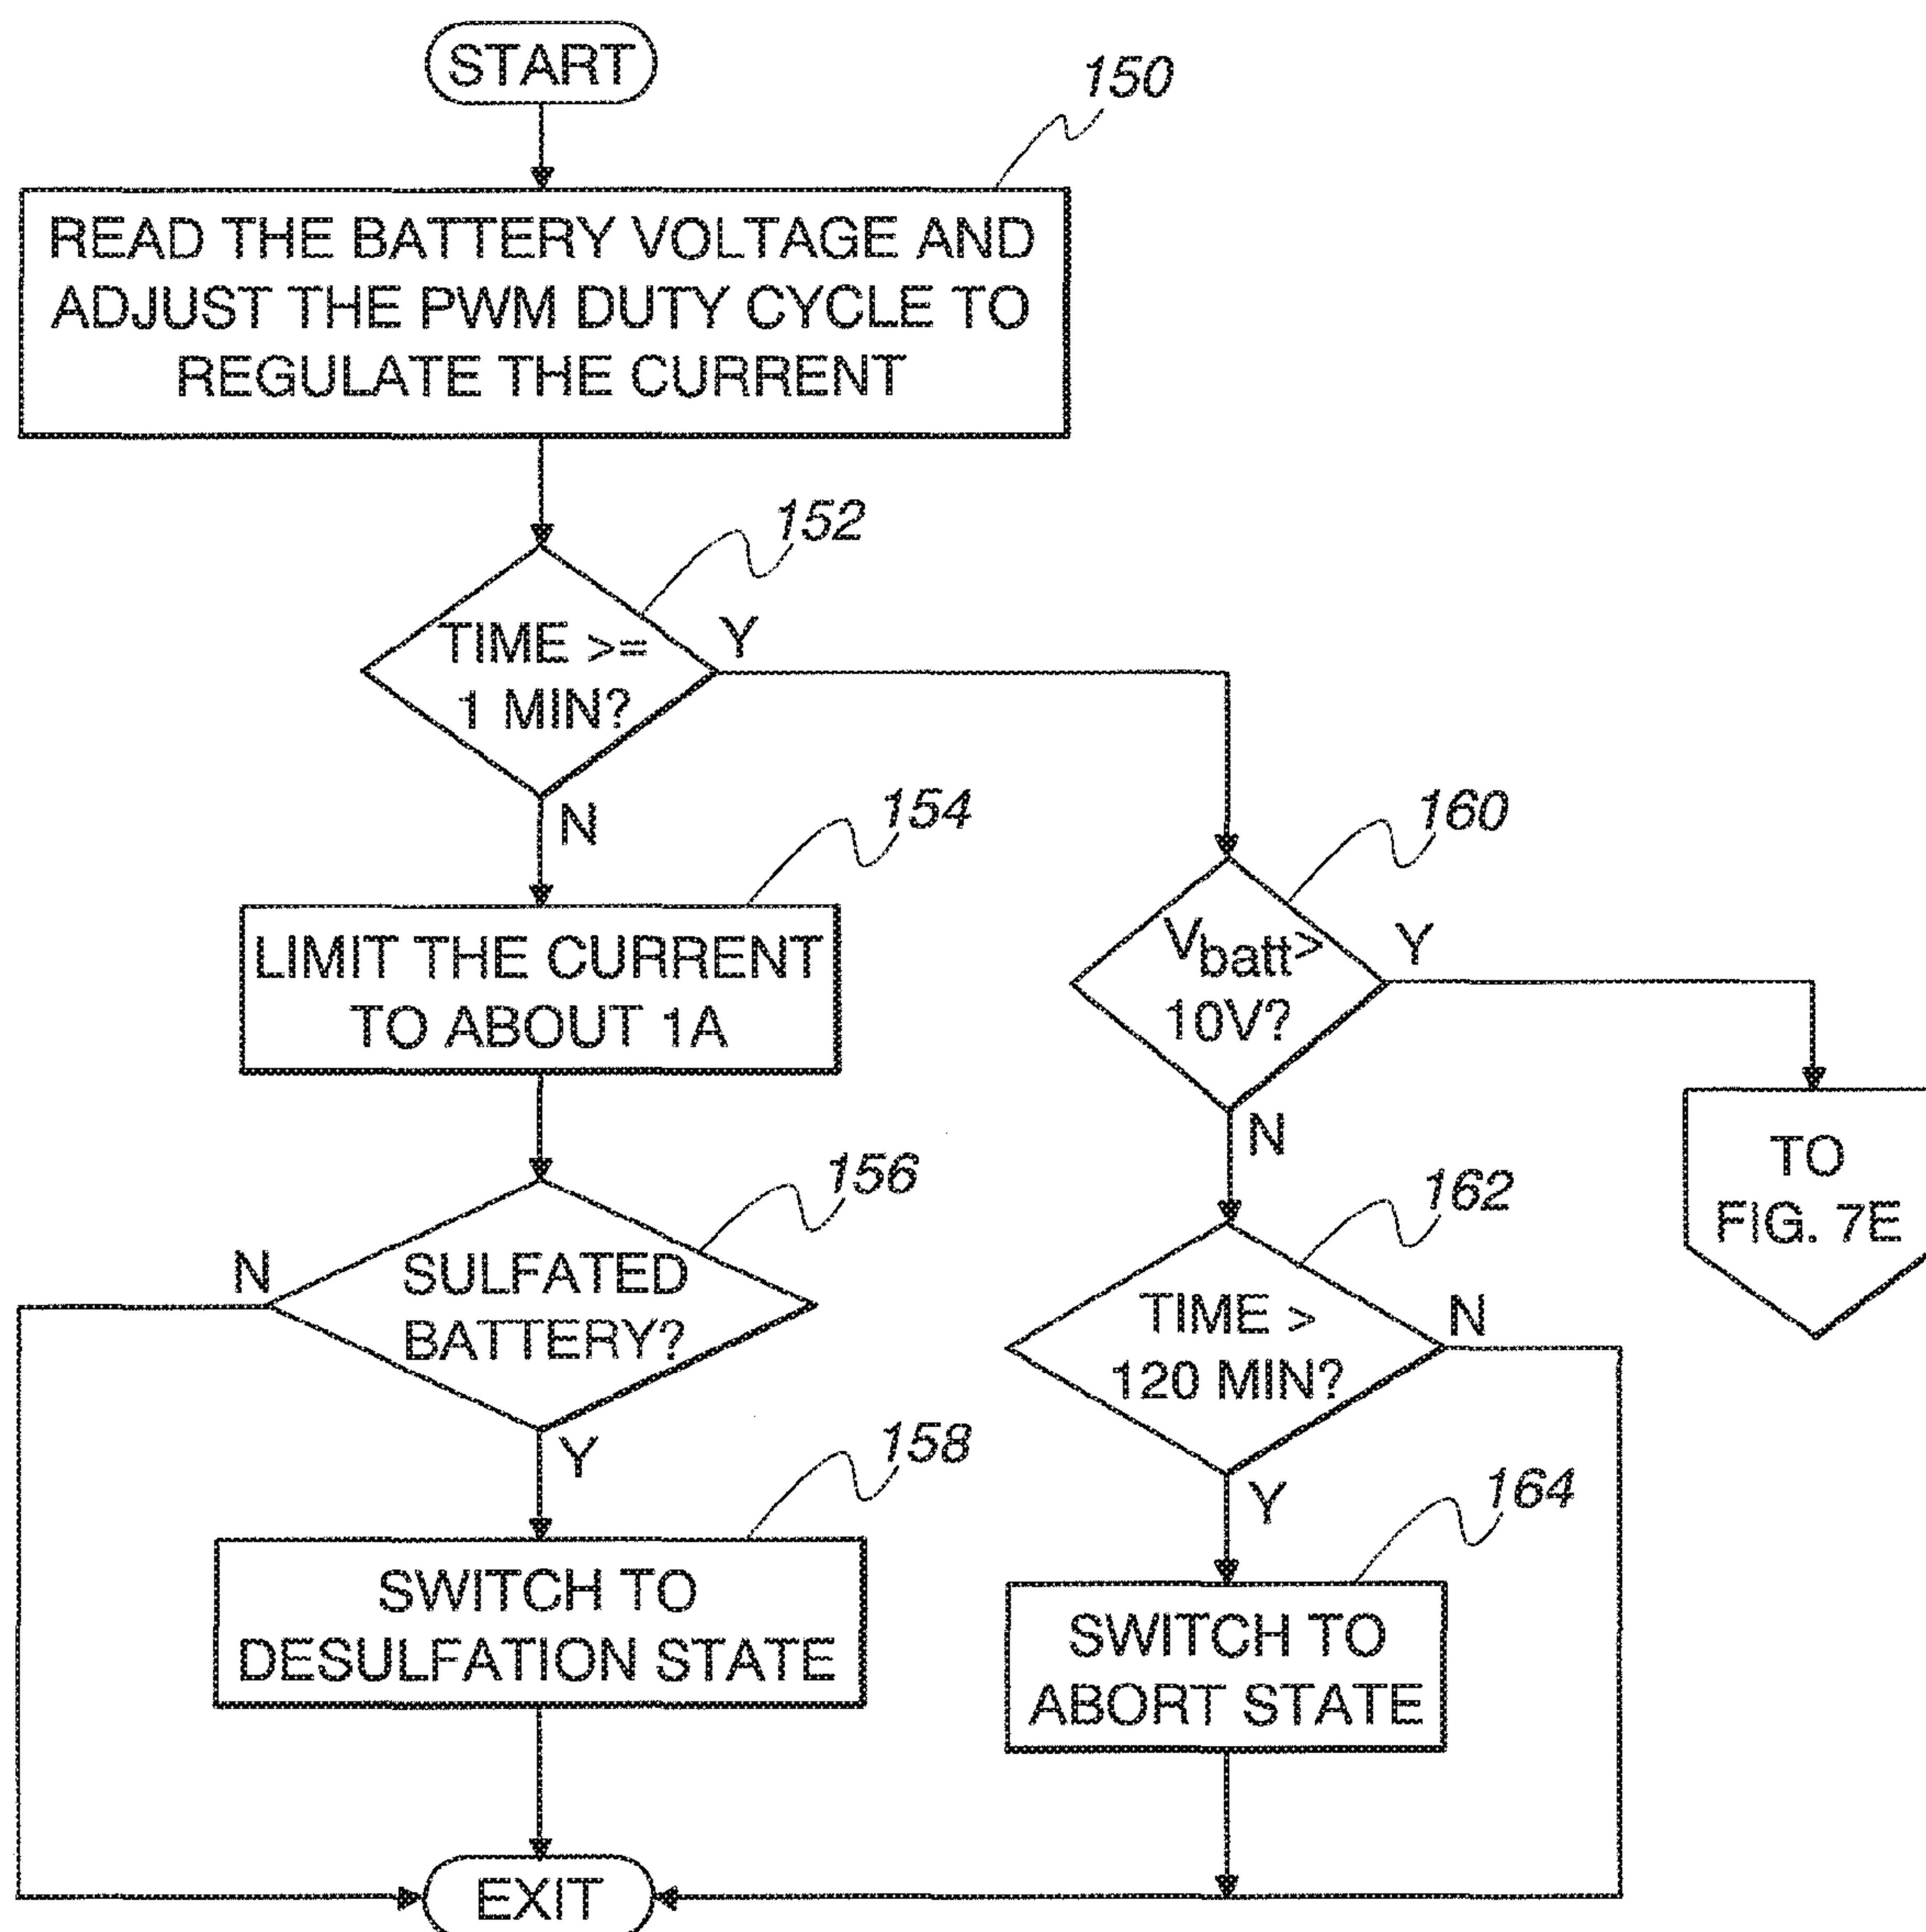 START
150
READ THE BATTERY VOLTAGE AND
ADJUST THE PWM DUTY CYCLE TO
REGULATE THE CURRENT
152
TIME >=
1 MIN?
Y
N
154
LIMIT THE CURRENT
TO ABOUT 1A
160
Vbatt>
10V?
Y
N
TO
FIG. 7E
156
SULFATED
BATTERY?
N
Y
162
TIME >
120 MIN?
N
Y
158
SWITCH TO
DESULFATION STATE
164
SWITCH TO
ABORT STATE
EXIT